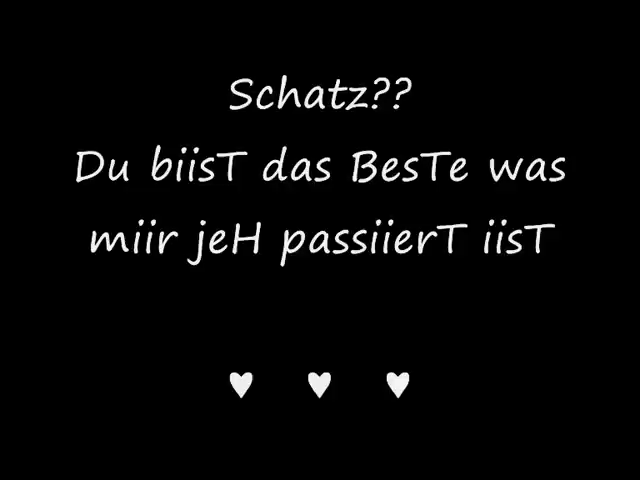 Schatz??
Du biisT das BesTe was
miir jeH passiierT iisT
♥ ♥ ♥